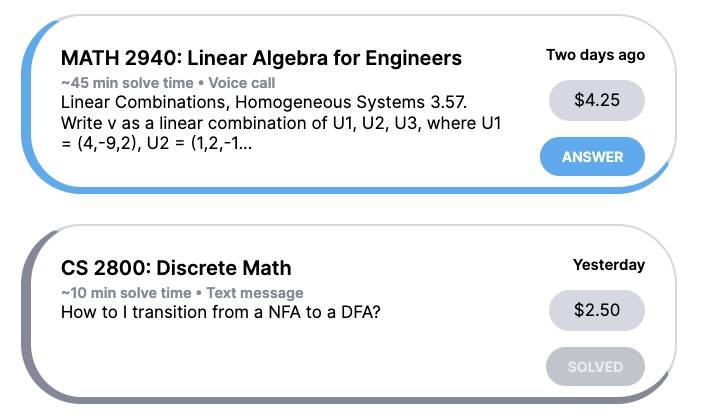 MATH 2940: Linear Algebra for Engineers
Two days ago
~45 min solve time • Voice call
Linear Combinations, Homogeneous Systems 3.57.
Write v as a linear combination of U1, U2, U3, where U1
= (4,-9,2), U2 = (1,2,-1...
$4.25
ANSWER
CS 2800: Discrete Math
Yesterday
~10 min solve time • Text message
How to I transition from a NFA to a DFA?
$2.50
SOLVED